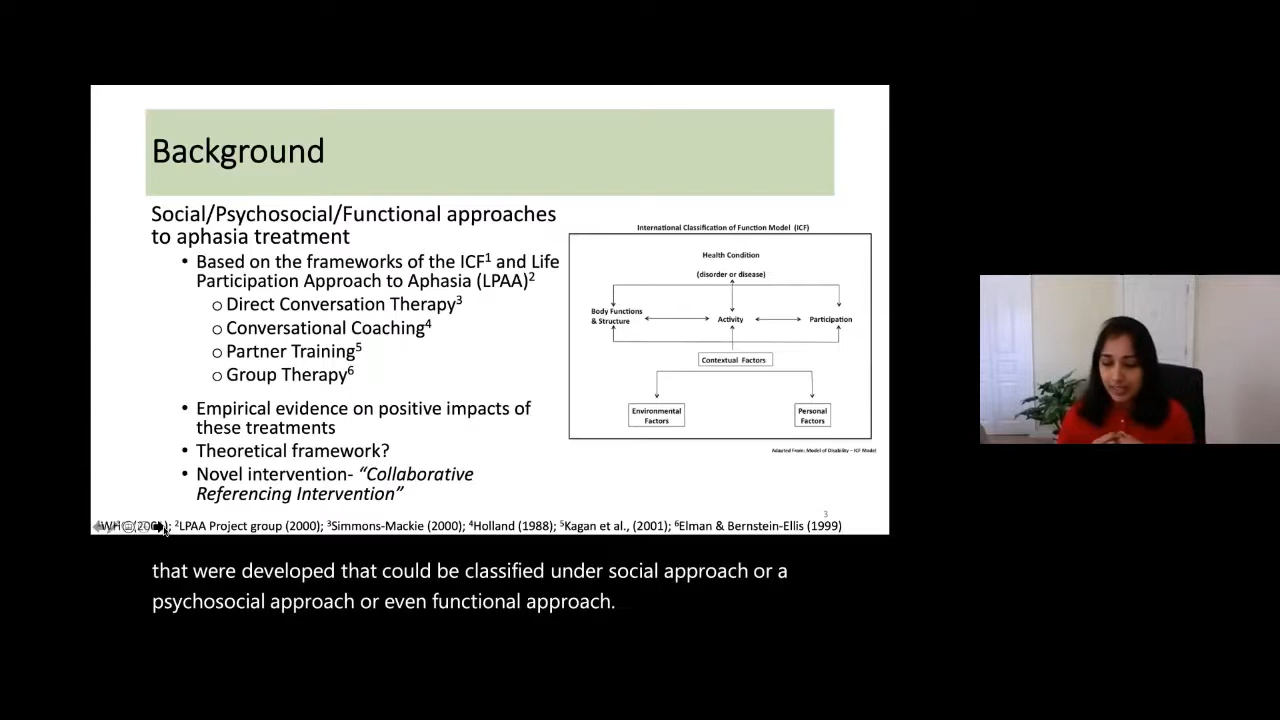 Background
Social/Psychosocial/Functional approaches
to aphasia treatment
• Based on the frameworks of the ICF1 and Life
Participation Approach to Aphasia (LPAA)2
o Direct Conversation Therapy3
o Conversational Coaching4
o Partner Training5
o Group Therapy6
• Empirical evidence on positive impacts of
these treatments
• Theoretical framework?
• Novel intervention- “Collaborative
Referencing Intervention”
International Classification of Function Model (ICF)
Health Condition
(disorder or disease)
Body Functions
& Structure
Activity
Participation
Contextual Factors
Environmental
Factors
Personal
Factors
Adapted From: Model of Disability – ICF Model
3
2LPAA Project group (2000); 3Simmons-Mackie (2000); 4Holland (1988); 5Kagan et al., (2001); 6Elman & Bernstein-Ellis (1999)
that were developed that could be classified under social approach or a
psychosocial approach or even functional approach.